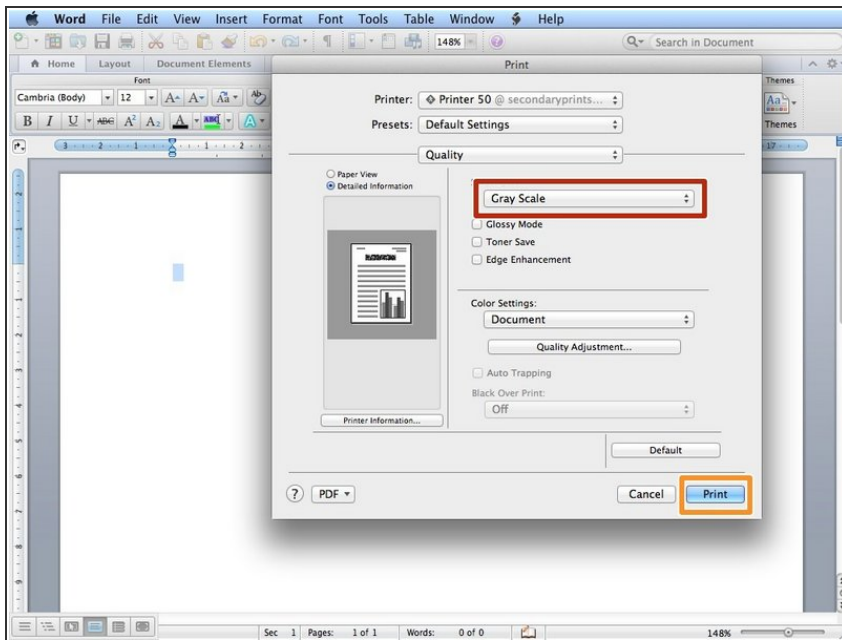 Word File Edit View Insert Format Font Tools Table Window Help
148%
Search in Document
Home Layout Document Elements
Print
Font
Themes
Cambria (Body) 12
Themes
Printer: Printer 50 @ secondaryprints...
Presets: Default Settings
Quality
Paper View
Detailed Information
Gray Scale
Glossy Mode
Toner Save
Edge Enhancement
Color Settings:
Document
Quality Adjustment...
Auto Trapping
Black Over Print:
Off
Printer Information...
Default
? PDF
Cancel Print
Sec 1 Pages: 1 of 1 Words: 0 of 0 148%